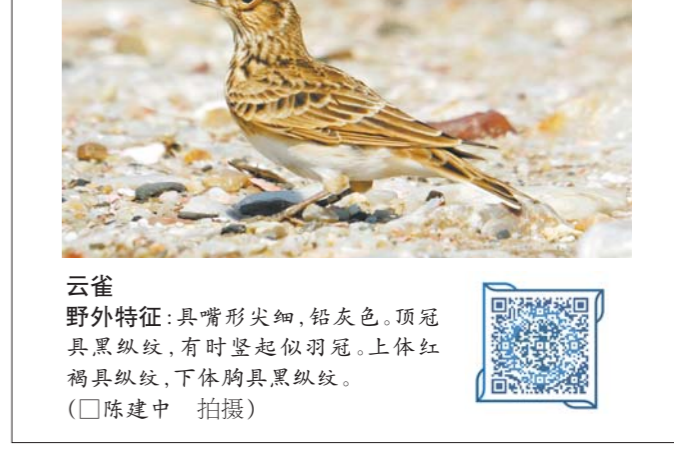 云雀
野外特征:具嘴形尖细,铅灰色。顶冠
具黑纵纹,有时竖起似羽冠。上体红
褐具纵纹,下体胸具黑纵纹。
(□陈建中 拍摄)